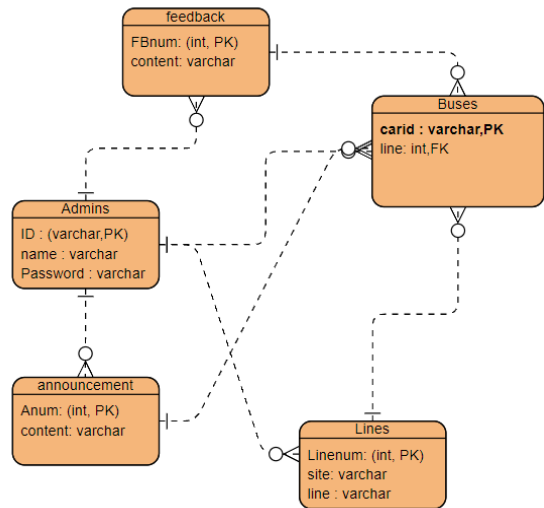 feedback
FBnum: (int, PK)
content: varchar
Buses
carid : varchar,PK
line: int,FK
Admins
ID : (varchar,PK)
name : varchar
Password : varchar
announcement
Anum: (int, PK)
content: varchar
Lines
Linenum: (int, PK)
site: varchar
line : varchar